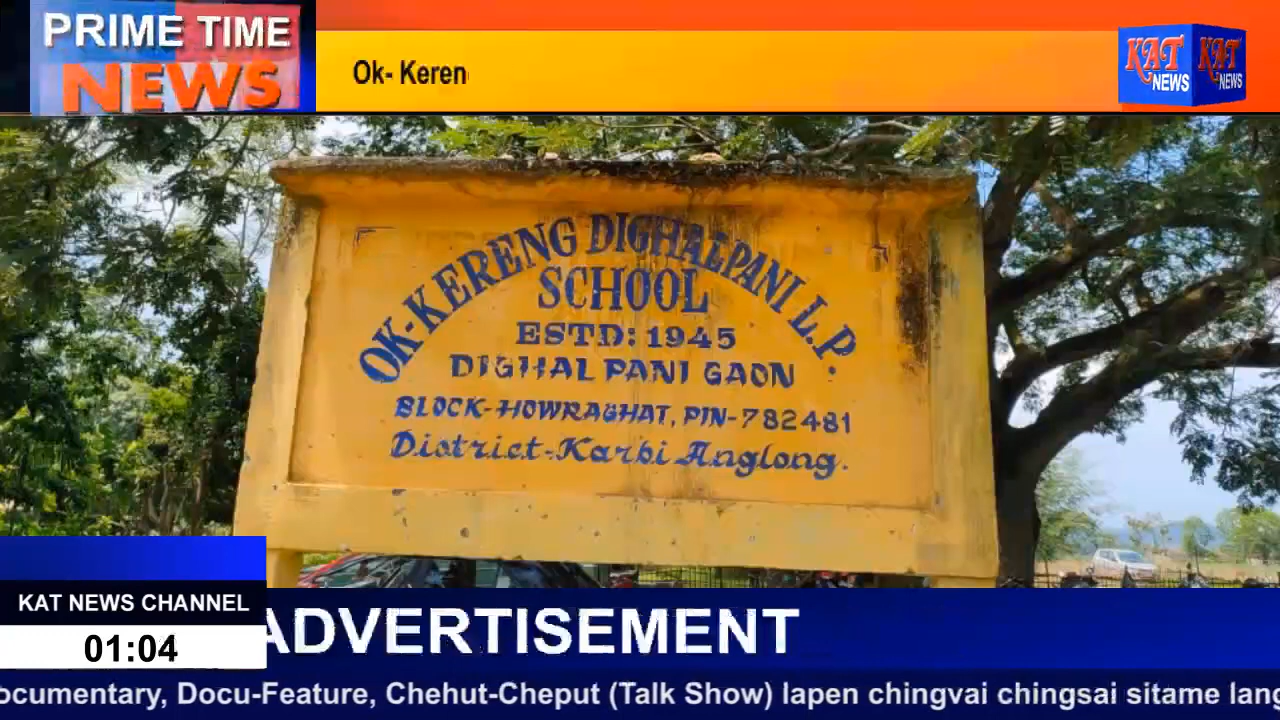 PRIME TIME
NEWS
Ok- Keren
KAT
NEWS
KAT
NEWS
OK-KERENG DIGHALPANI L.P.
SCHOOL
ESTD: 1945
DIGHAL PANI GAON
BLOCK-HOWRAGHAT, PIN-782481
District-Karbi Anglong.
KAT NEWS CHANNEL
01:04
ADVERTISEMENT
ocumentary, Docu-Feature, Chehut-Cheput (Talk Show) lapen chingvai chingsai sitame lang